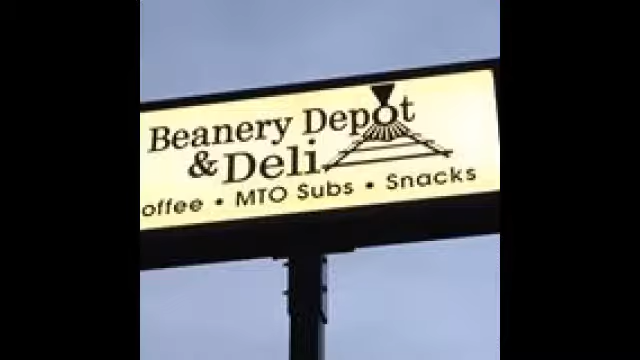 Beanery Depot
& Deli
offee • MTO Subs • Snacks